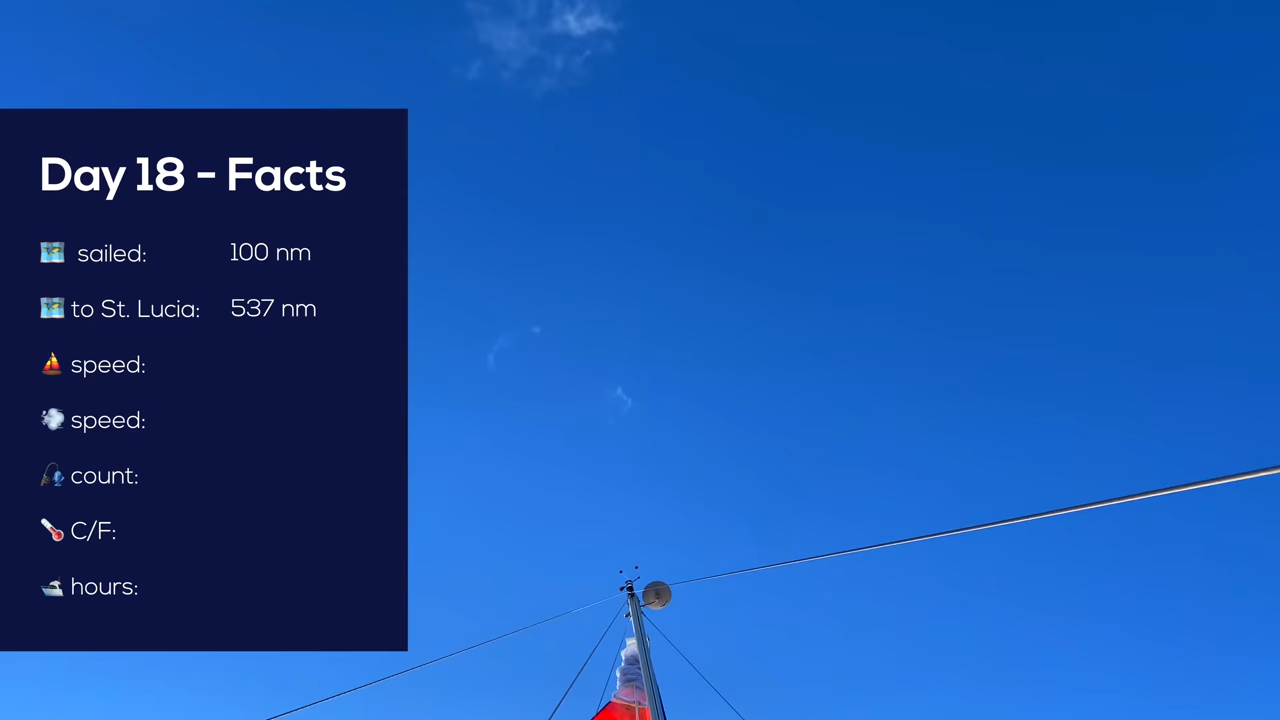 Day 18 - Facts
sailed: 100 nm
to St. Lucia: 537 nm
speed:
speed:
count:
C/F:
hours: